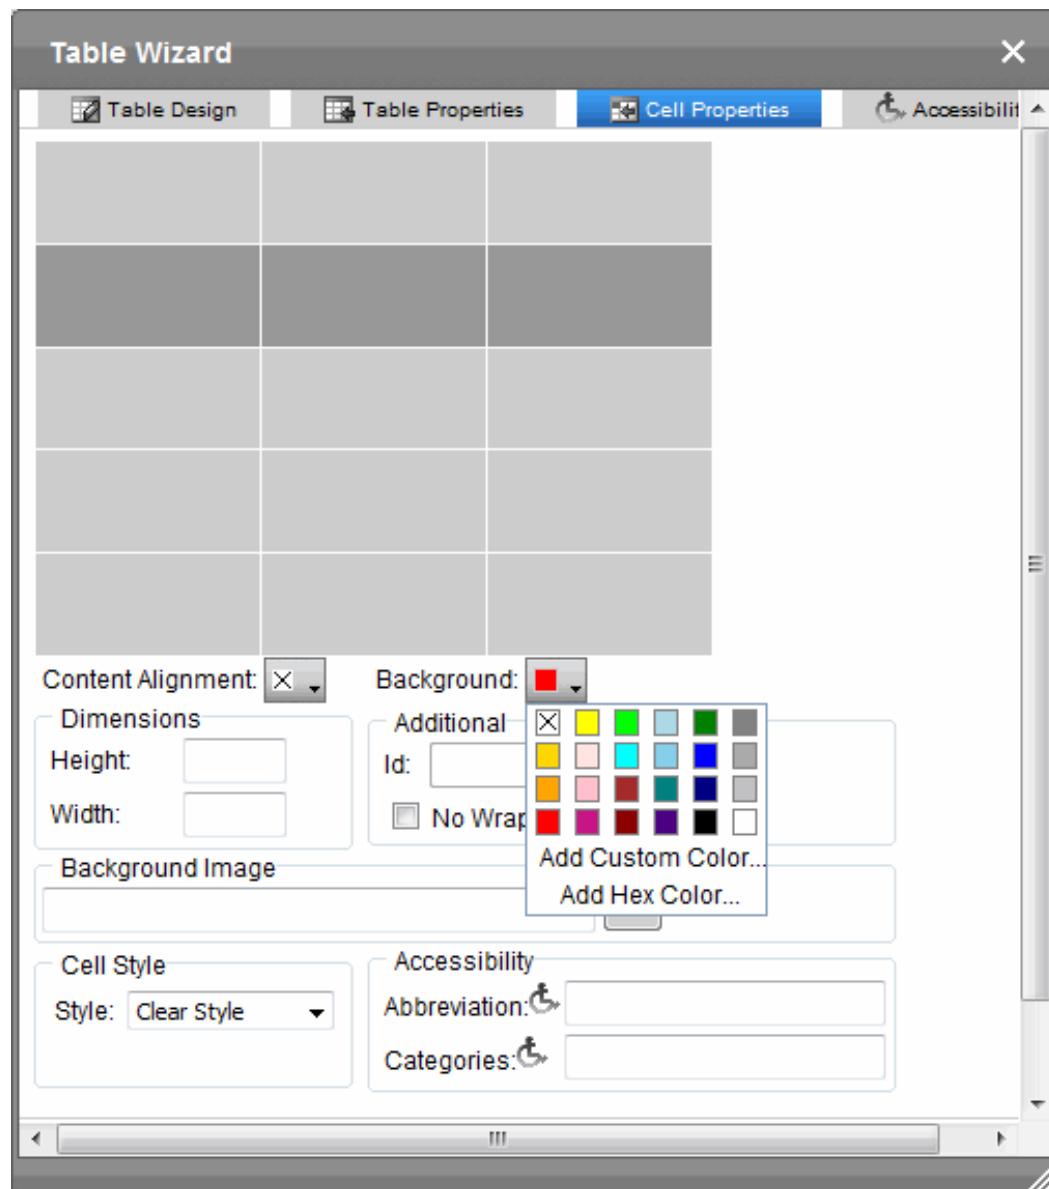 Table Wizard
Table Design Table Properties Cell Properties Accessibilit
Content Alignment: Background:
Dimensions Additional
Height: Id:
Width: No Wrap
Add Custom Color...
Background Image
Add Hex Color...
Cell Style Accessibility
Style: Clear Style Abbreviation:
Categories: